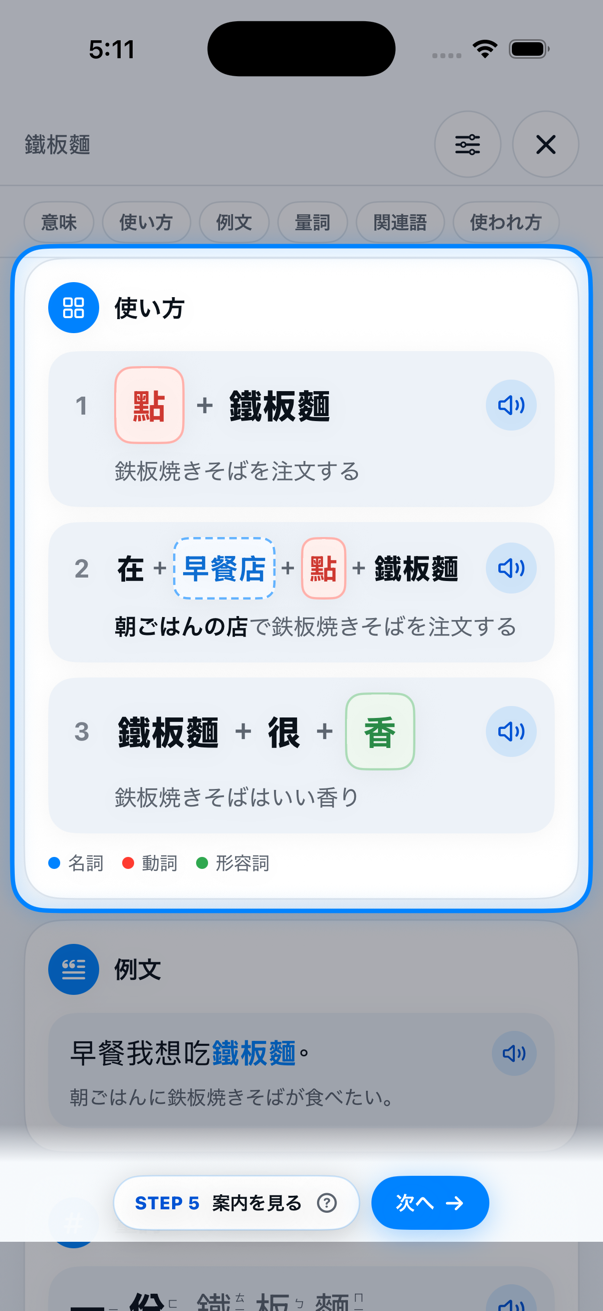 5:11
鐵板麵
意味 使い方 例文 量詞 関連語 使われ方
使い方
1 點 + 鐵板麵
鉄板焼きそばを注文する
2 在 + 早餐店 + 點 + 鐵板麵
朝ごはんの店で鉄板焼きそばを注文する
3 鐵板麵 + 很 + 香
鉄板焼きそばはいい香り
名詞 動詞 形容詞
例文
早餐我想吃鐵板麵。
朝ごはんに鉄板焼きそばが食べたい。
STEP 5 案内を見る ? 次へ →
一份鐵板麵